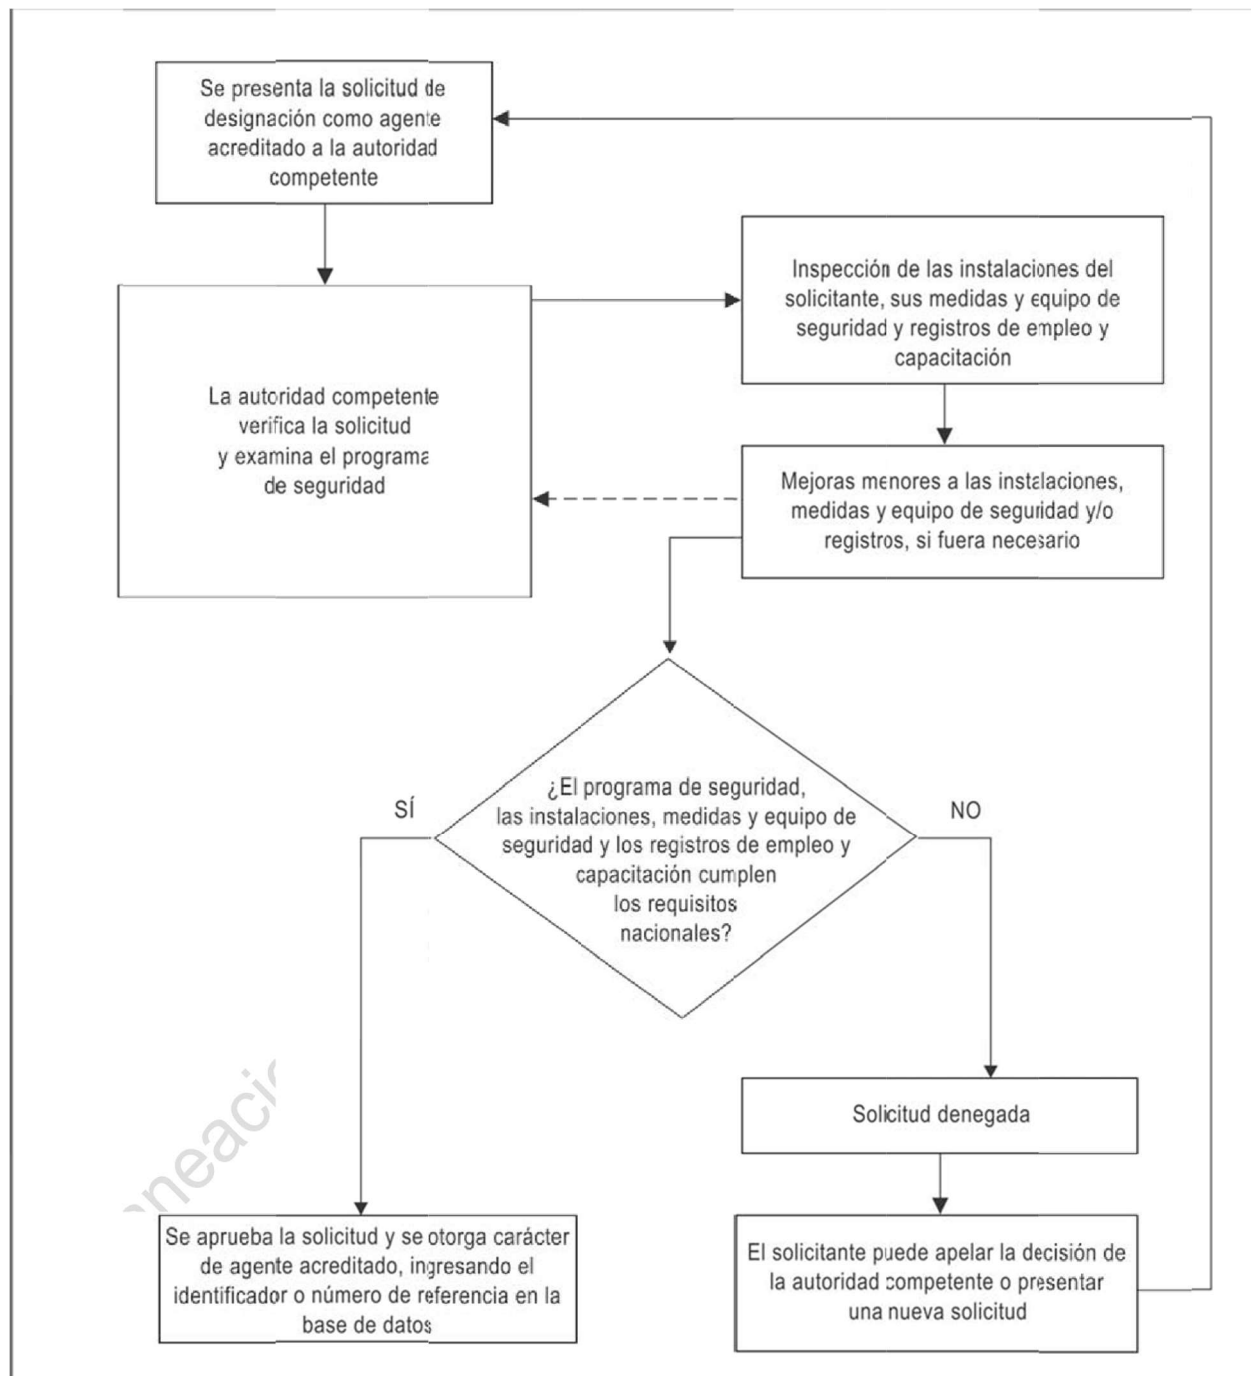 Se presenta la solicitud de
designación como agente
acreditado a la autoridad
competente
Inspección de las instalaciones del
solicitante, sus medidas y equipo de
seguridad y registros de empleo y
capacitación
La autoridad competente
verifica la solicitud
y examina el programa
de seguridad
Mejoras menores a las instalaciones,
medidas y equipo de seguridad y/o
registros, si fuera necesario
¿El programa de seguridad,
las instalaciones, medidas y equipo de
seguridad y los registros de empleo y
capacitación cumplen
los requisitos
nacionales?
SÍ
NO
Solicitud denegada
Se aprueba la solicitud y se otorga carácter
de agente acreditado, ingresando el
identificador o número de referencia en la
base de datos
El solicitante puede apelar la decisión de
la autoridad competente o presentar
una nueva solicitud